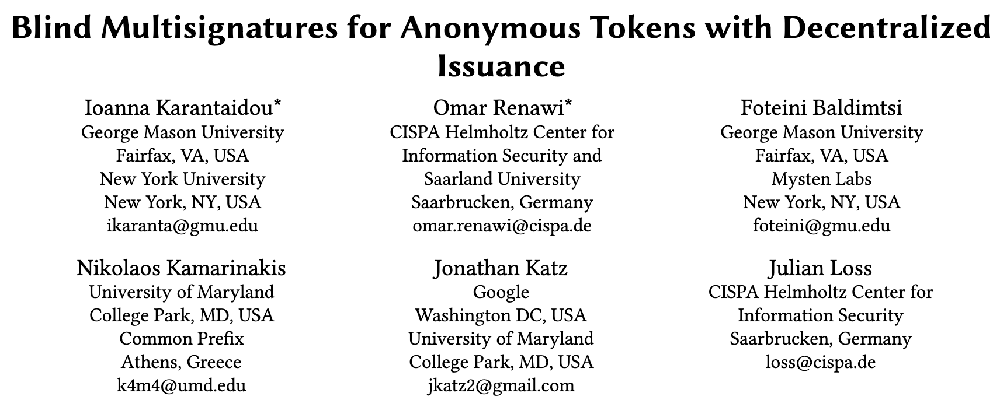 Blind Multisignatures for Anonymous Tokens with Decentralized
Issuance
Ioanna Karantaidou*
George Mason University
Fairfax, VA, USA
New York University
New York, NY, USA
ikaranta@gmu.edu
Omar Renawi*
CISPA Helmholtz Center for
Information Security and
Saarland University
Saarbrucken, Germany
omar.renawi@cispa.de
Foteini Baldimtsi
George Mason University
Fairfax, VA, USA
Mysten Labs
New York, NY, USA
foteini@gmu.edu
Nikolaos Kamarinakis
University of Maryland
College Park, MD, USA
Common Prefix
Athens, Greece
k4m4@umd.edu
Jonathan Katz
Google
Washington DC, USA
University of Maryland
College Park, MD, USA
jkatz2@gmail.com
Julian Loss
CISPA Helmholtz Center for
Information Security
Saarbrucken, Germany
loss@cispa.de